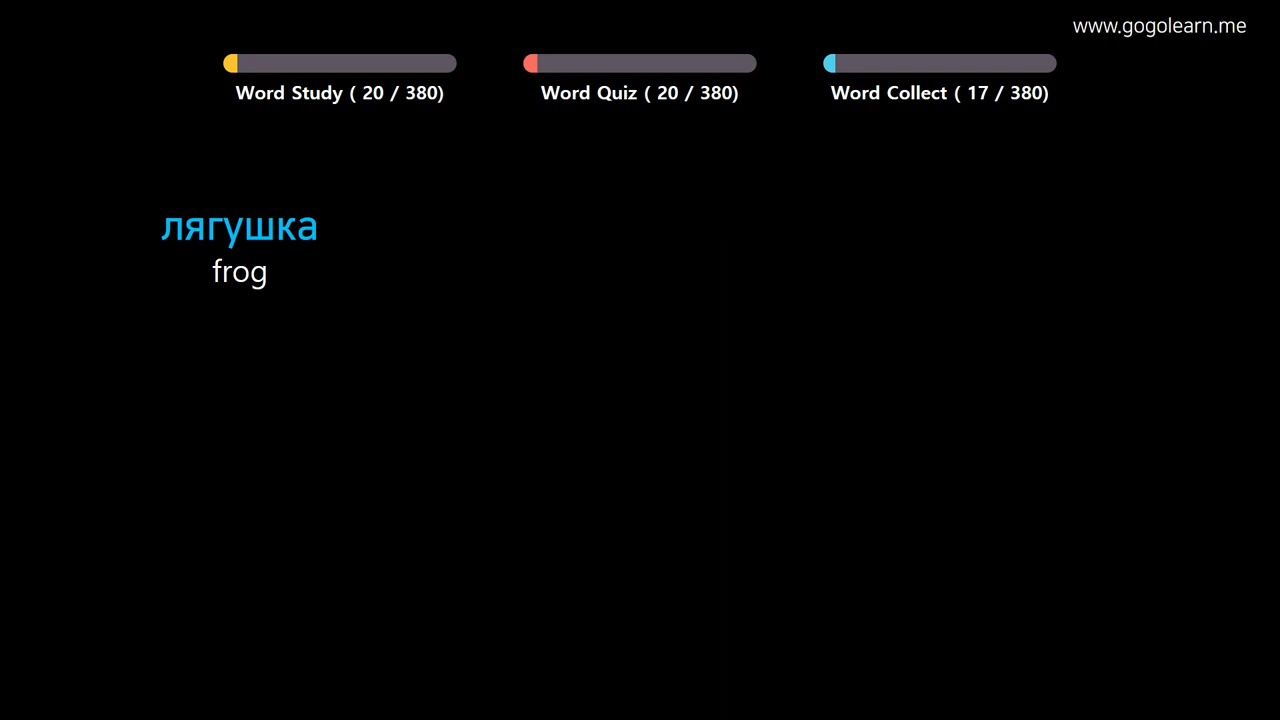 www.gogolearn.me
Word Study ( 20 / 380)
Word Quiz ( 20 / 380)
Word Collect ( 17 / 380)
лягушка
frog